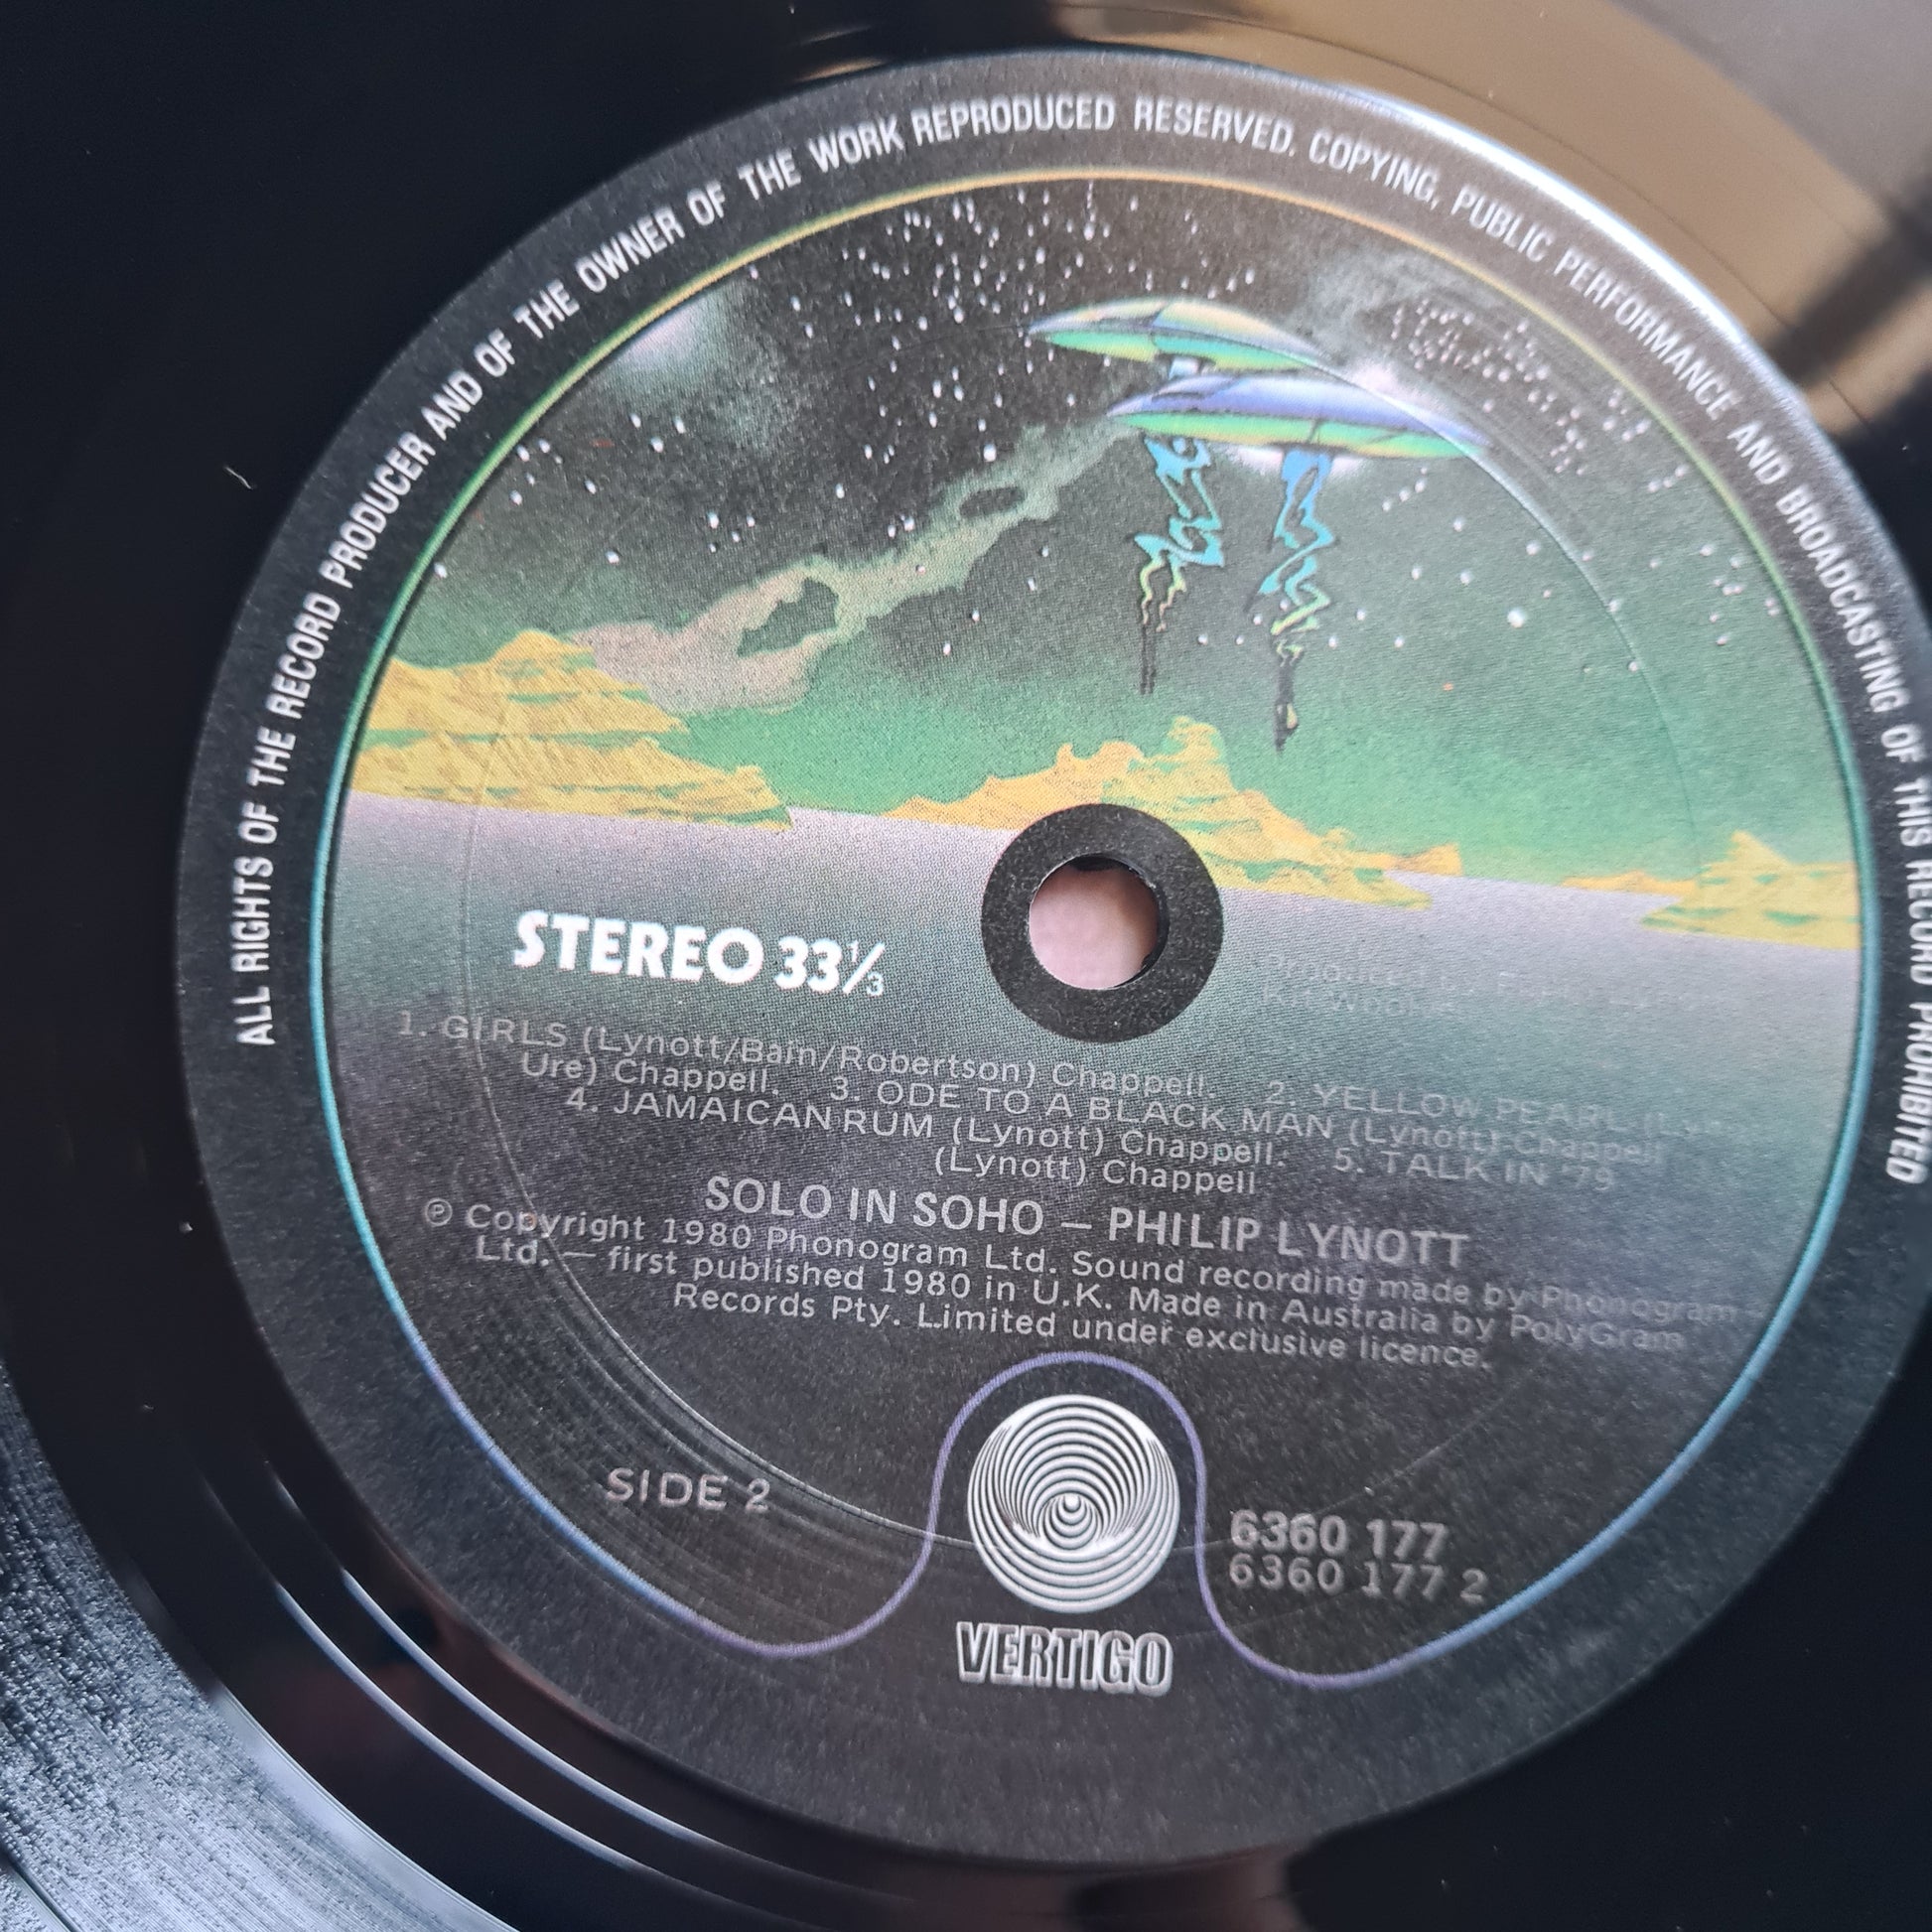 ALL RIGHTS OF THE RECORD PRODUCER AND OF THE OWNER OF THE WORK REPRODUCED RESERVED. COPYING, PUBLIC PERFORMANCE AND BROADCASTING OF THIS RECORD PROHIBITED
STEREO 33⅓
1. GIRLS (Lynott/Bain/Robertson) Chappell. 2. YELLOW PEARL
Ure) Chappell. 3. ODE TO A BLACK MAN (Lynott) Chappell
4. JAMAICAN RUM (Lynott) Chappell. 5. TALK IN '79
(Lynott) Chappell
SOLO IN SOHO – PHILIP LYNOTT
℗ Copyright 1980 Phonogram Ltd. Sound recording made by Phonogram
Ltd. — first published 1980 in U.K. Made in Australia by PolyGram
Records Pty. Limited under exclusive licence.
SIDE 2
6360 177
6360 177 2
VERTIGO